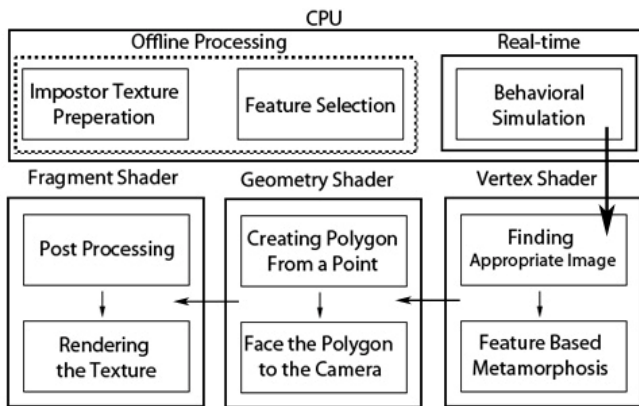 CPU
Offline Processing
Real-time
Impostor Texture
Preperation
Feature Selection
Behavioral
Simulation
Fragment Shader
Geometry Shader
Vertex Shader
Post Processing
Creating Polygon
From a Point
Finding
Appropriate Image
Rendering
the Texture
Face the Polygon
to the Camera
Feature Based
Metamorphosis